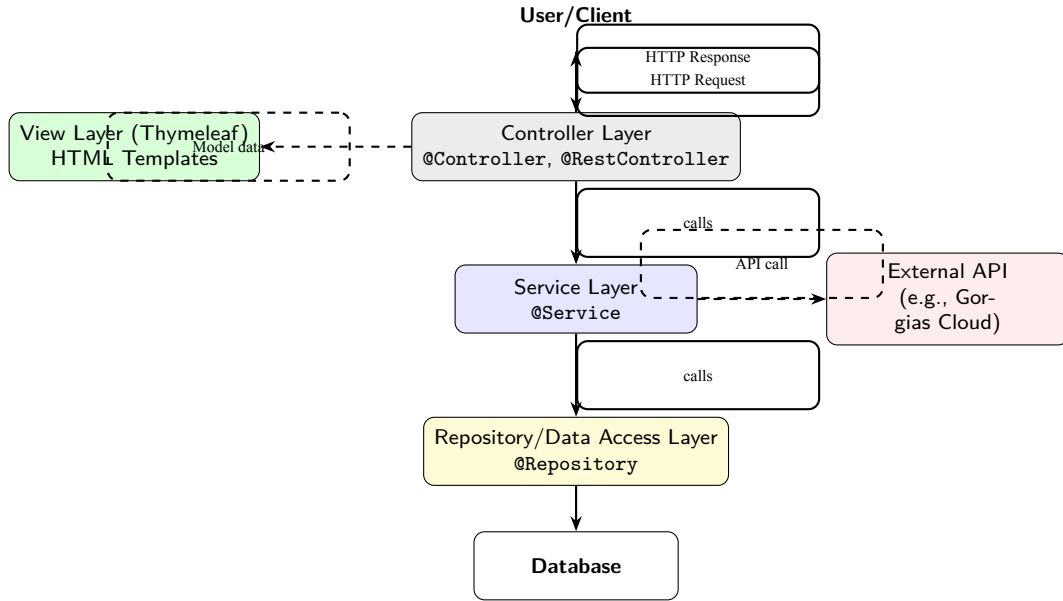 User/Client
HTTP Response
HTTP Request
View Layer (Thymeleaf)
HTML Templates
Model data
Controller Layer
@Controller, @RestController
calls
API call
Service Layer
@Service
External API
(e.g., Gor-
gias Cloud)
calls
Repository/Data Access Layer
@Repository
Database